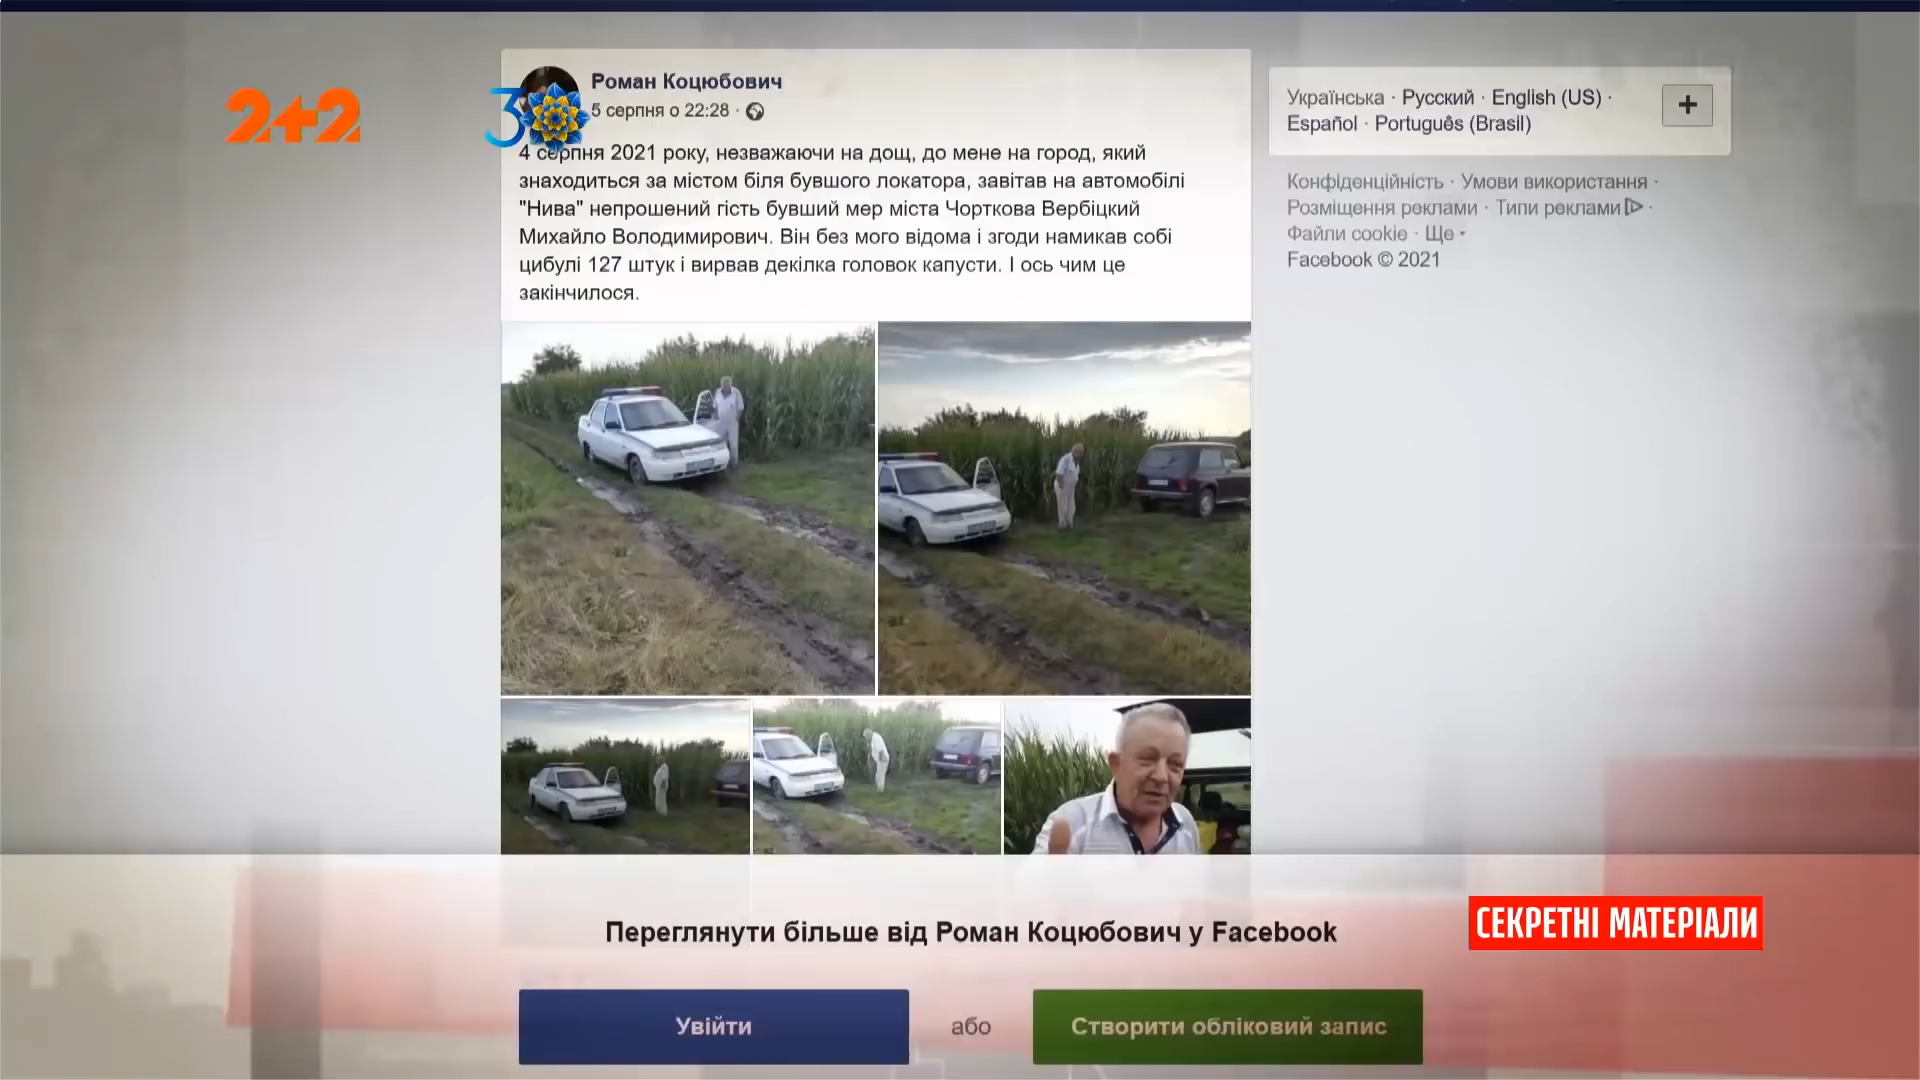 2+2
30
Роман Коцюбович
5 серпня о 22:28 ·
4 серпня 2021 року, незважаючи на дощ, до мене на город, який
знаходиться за містом біля бувшого локатора, завітав на автомобілі
"Нива" непрошений гість бувший мер міста Чорткова Вербіцкий
Михайло Володимирович. Він без мого відома і згоди намикав собі
цибулі 127 штук і вирвав декілка головок капусти. І ось чим це
закінчилося.
Українська · Русский · English (US) ·
Español · Português (Brasil)
+
Конфіденційність · Умови використання ·
Розміщення реклами · Типи реклами ·
Файли cookie · Ще
Facebook © 2021
Переглянути більше від Роман Коцюбович у Facebook
СЕКРЕТНІ МАТЕРІАЛИ
Увійти
або
Створити обліковий запис